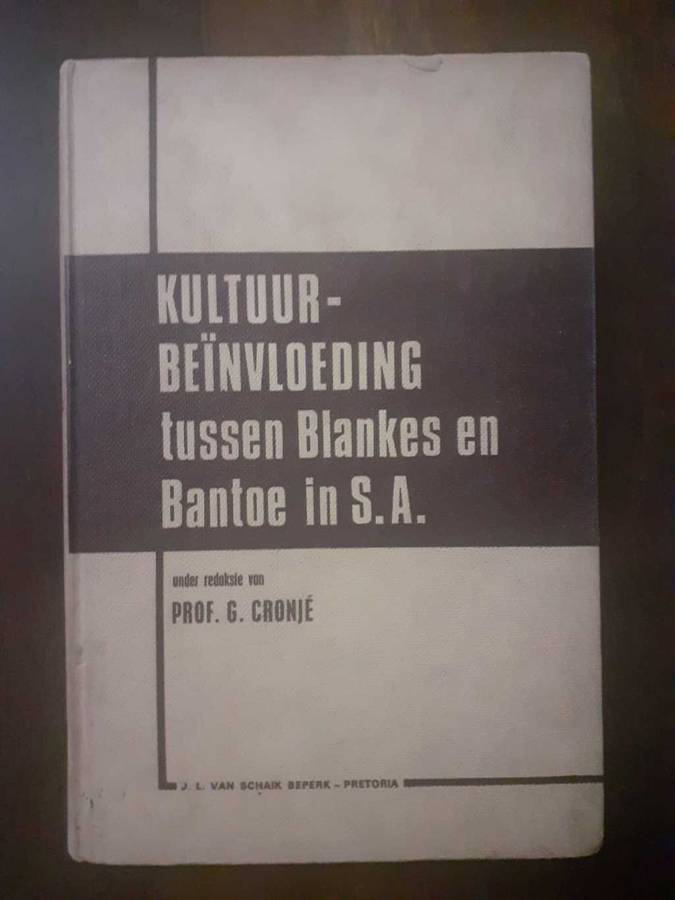 KULTUUR-
BEÏNVLOEDING
tussen Blankes en
Bantoe in S.A.
onder redaksie van
PROF. G. CRONJÉ
J. L. VAN SCHAIK BEPERK – PRETORIA